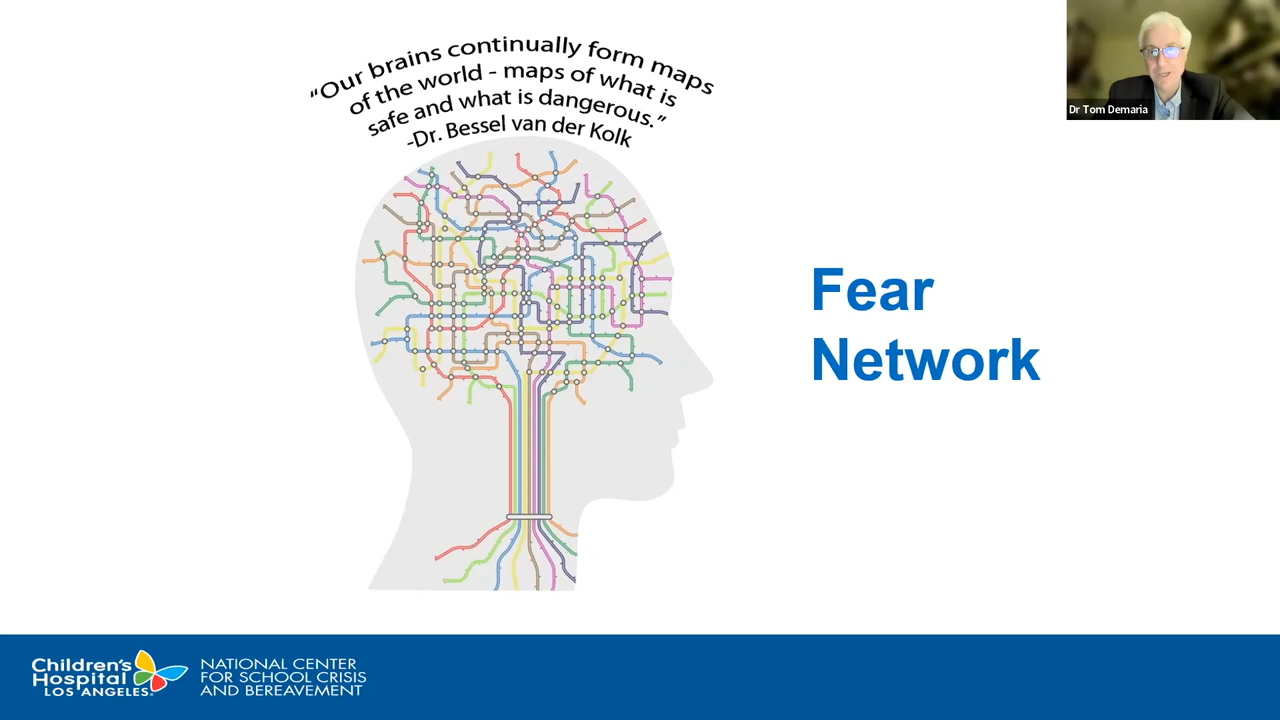 “Our brains continually form maps
of the world - maps of what is
safe and what is dangerous.”
-Dr. Bessel van der Kolk
Dr Tom Demaria
Fear
Network
Children's
Hospital
LOS ANGELES®
NATIONAL CENTER
FOR SCHOOL CRISIS
AND BEREAVEMENT